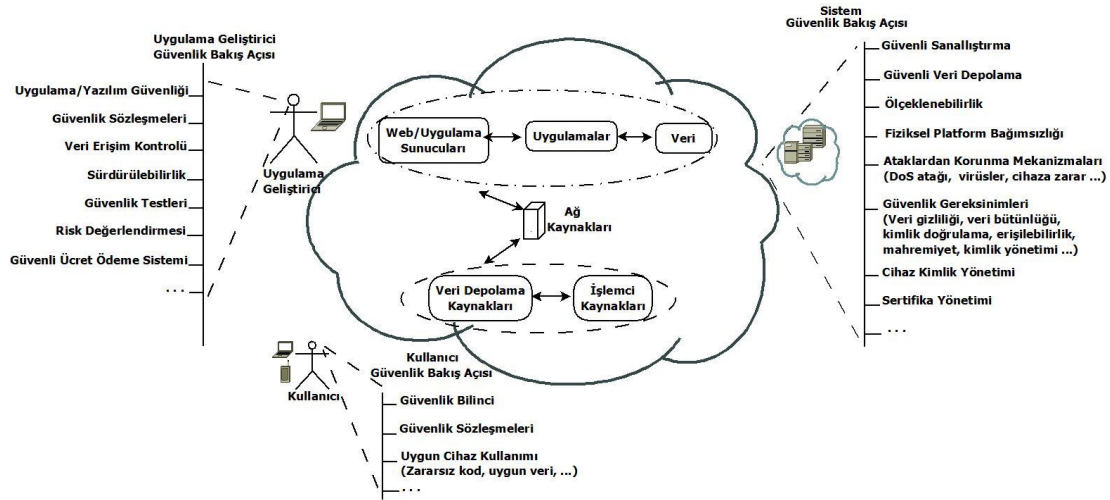 Uygulama Geliştirici
Güvenlik Bakış Açısı
Uygulama/Yazılım Güvenliği
Güvenlik Sözleşmeleri
Veri Erişim Kontrolü
Sürdürülebilirlik
Güvenlik Testleri
Risk Değerlendirmesi
Güvenli Ücret Ödeme Sistemi
...
Uygulama
Geliştirici
Web/Uygulama
Sunucuları
Uygulamalar
Veri
Ağ
Kaynakları
Veri Depolama
Kaynakları
İşlemci
Kaynakları
Sistem
Güvenlik Bakış Açısı
Güvenli Sanallıştırma
Güvenli Veri Depolama
Ölçeklenebilirlik
Fiziksel Platform Bağımsızlığı
Ataklardan Korunma Mekanizmaları
(DoS atağı, virüsler, cihaza zarar ...)
Güvenlik Gereksinimleri
(Veri gizliliği, veri bütünlüğü,
kimlik doğrulama, erişilebilirlik,
mahremiyet, kimlik yönetimi ...)
Cihaz Kimlik Yönetimi
Sertifika Yönetimi
...
Kullanıcı
Kullanıcı
Güvenlik Bakış Açısı
Güvenlik Bilinci
Güvenlik Sözleşmeleri
Uygun Cihaz Kullanımı
(Zararsız kod, uygun veri, ...)
...